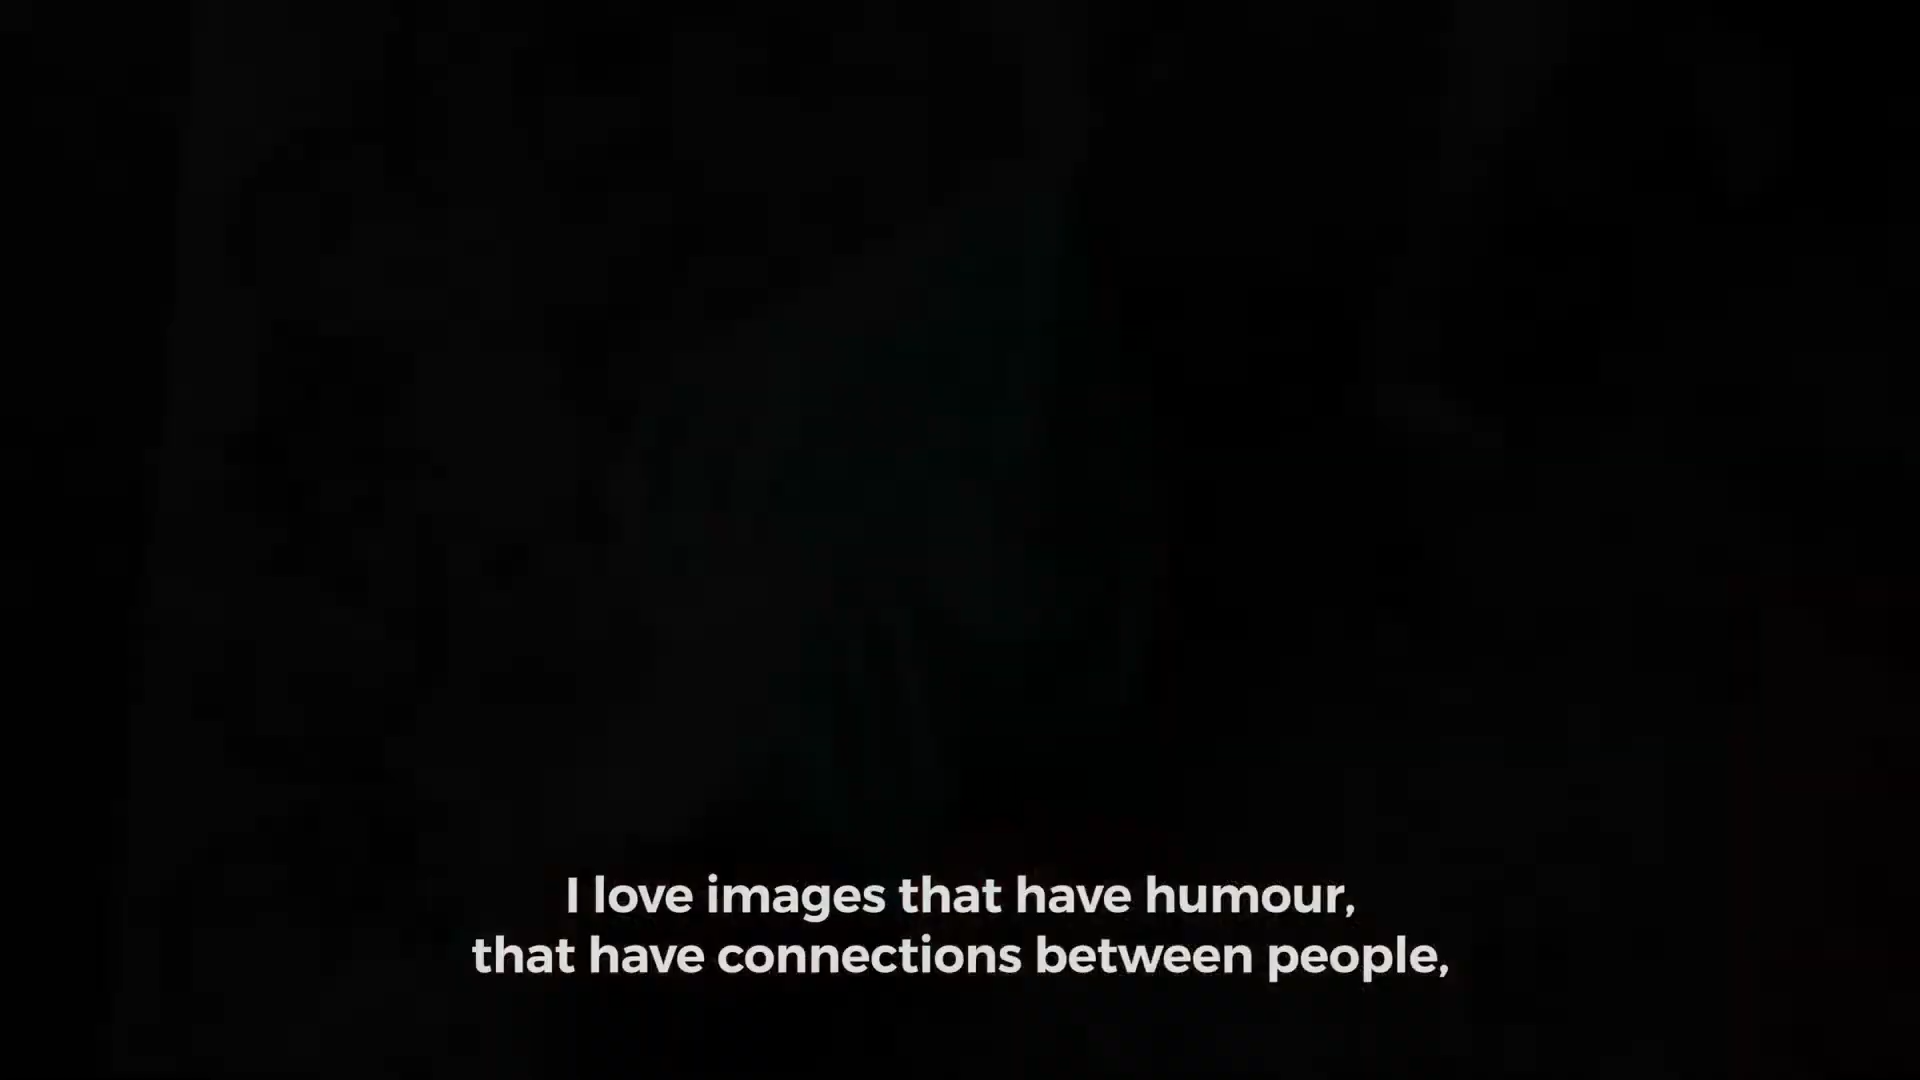 I love images that have humour,
that have connections between people,